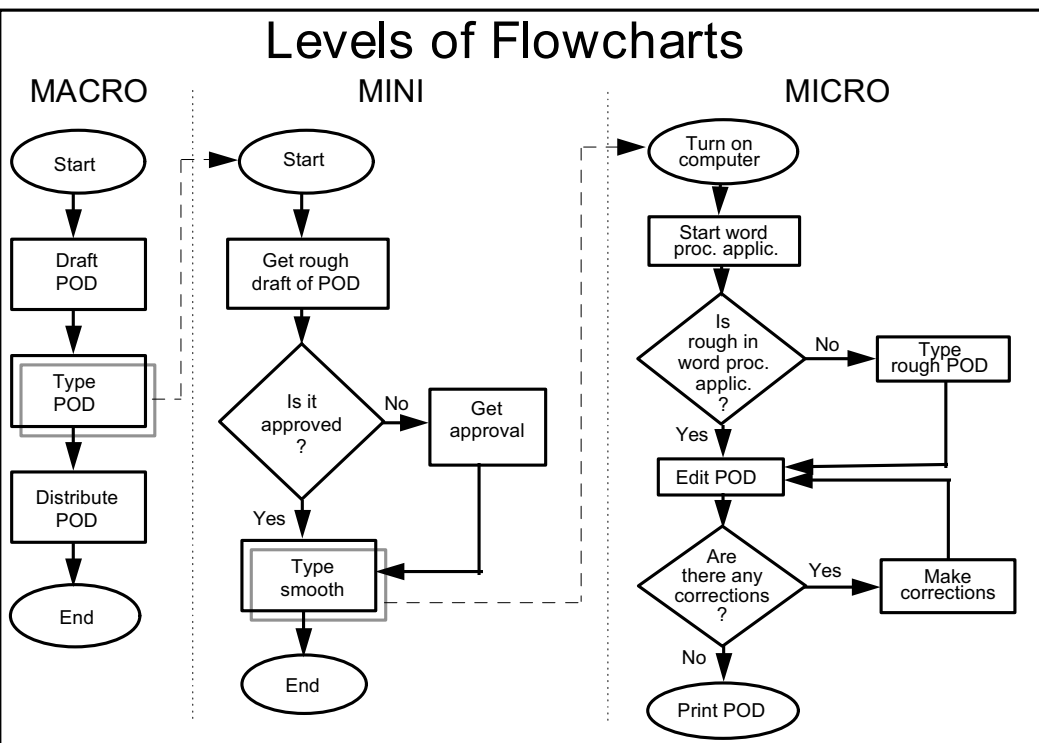 Levels of Flowcharts
MACRO
Start
Draft
POD
Type
POD
Distribute
POD
End
MINI
Start
Get rough
draft of POD
Is it
approved
?
No
Get
approval
Yes
Type
smooth
End
MICRO
Turn on
computer
Start word
proc. applic.
Is
rough in
word proc.
applic.
?
No
Type
rough POD
Yes
Edit POD
Are
there any
corrections
?
Yes
Make
corrections
No
Print POD